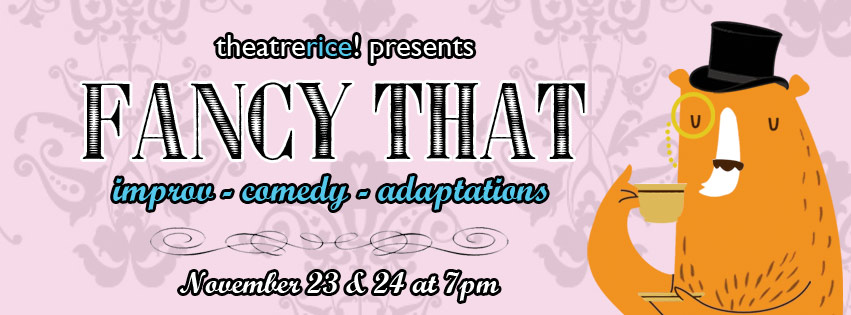 theatrerice! presents
FANCY THAT
improv - comedy - adaptations
November 23 & 24 at 7pm